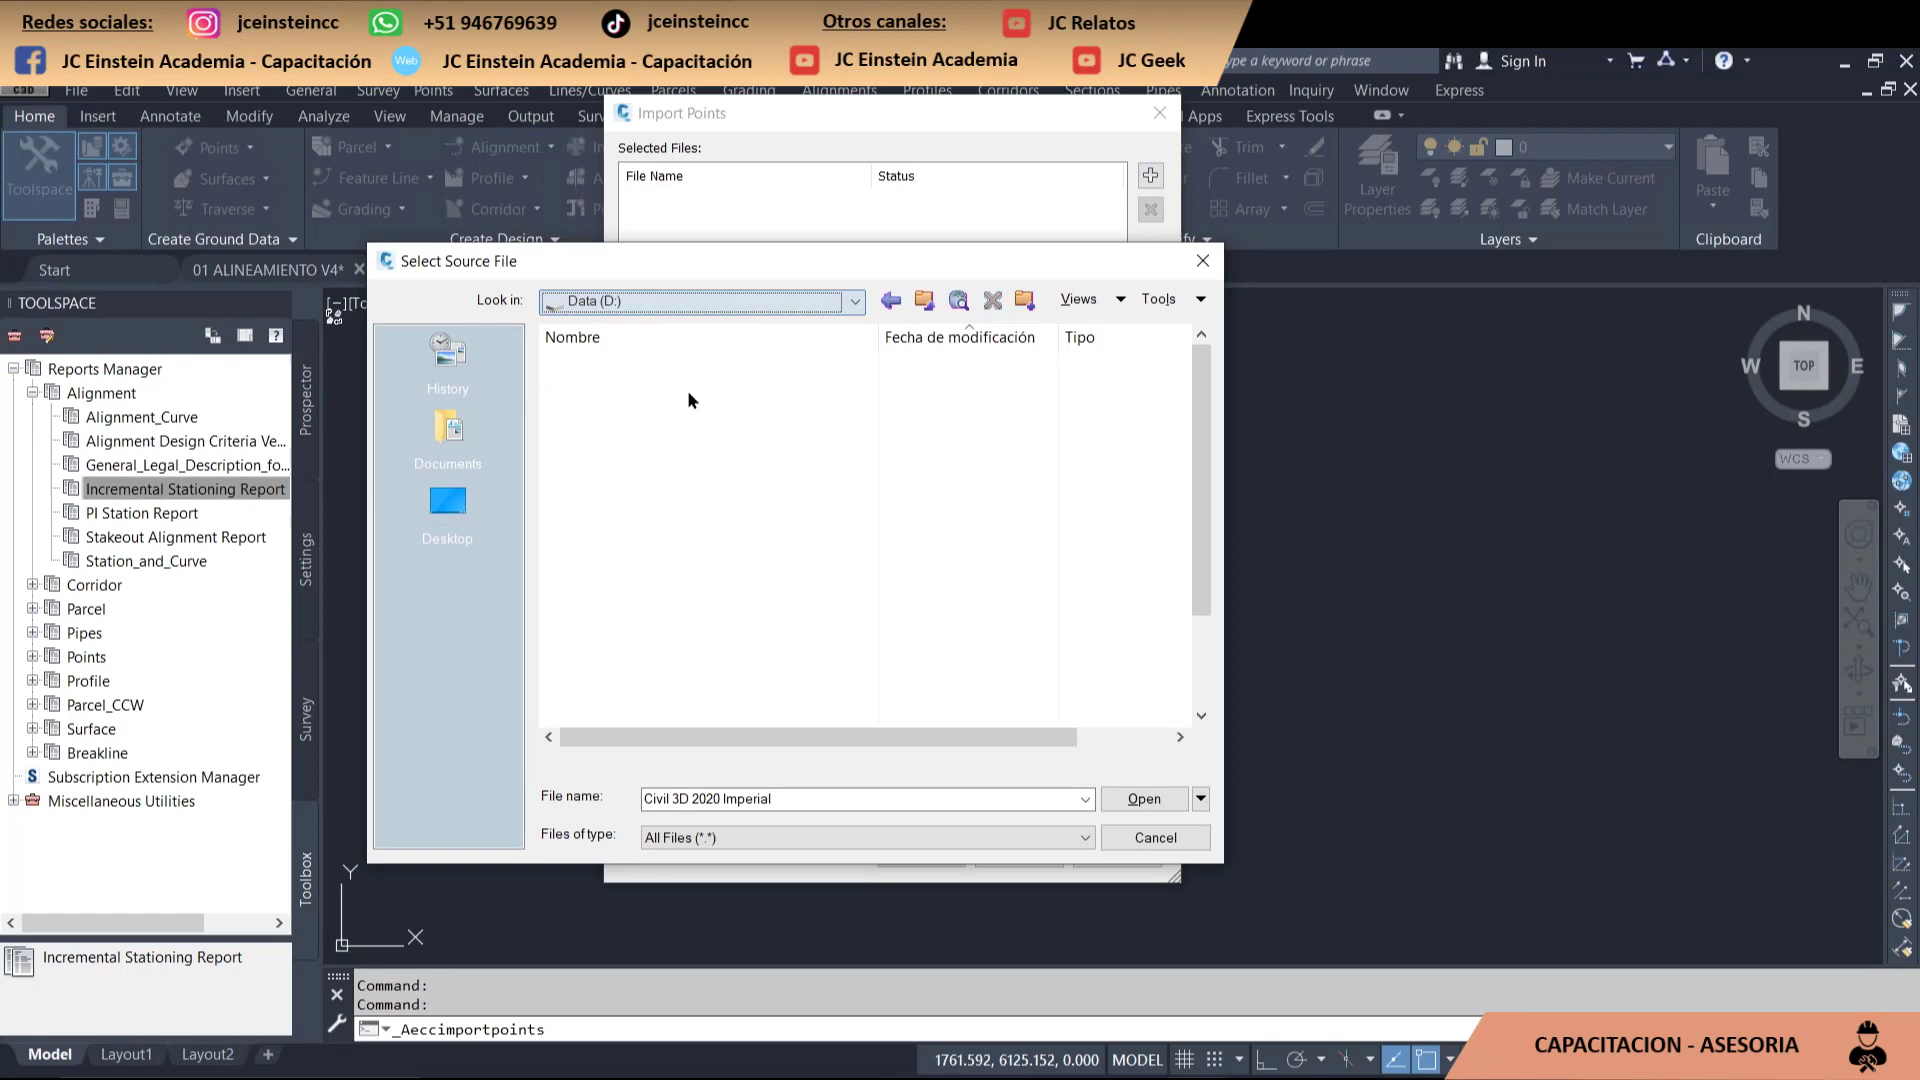 Redes sociales: jceinsteincc +51 946769639 jceinsteincc Otros canales: JC Relatos
JC Einstein Academia - Capacitación Web JC Einstein Academia - Capacitación JC Einstein Academia JC Geek
ype a keyword or phrase Sign In
File Edit View Insert General Survey Points Surfaces Lines/Curves Parcels Grading Alignments Profiles Corridors Sections Pipes Annotation Inquiry Window Express
Home Insert Annotate Modify Analyze View Manage Output Apps Express Tools
Import Points
Selected Files:
File Name Status
Toolspace
Points Parcel Alignment
Surfaces Feature Line Profile
Traverse Grading Corridor
Trim
Fillet
Array
Layer Properties
0
Make Current
Match Layer
Paste
Palettes Create Ground Data Create Design Layers Clipboard
Start 01 ALINEAMIENTO V4*
Select Source File
Look in: Data (D:) Views Tools
Nombre Fecha de modificación Tipo
History
Documents
Desktop
File name: Civil 3D 2020 Imperial Open
Files of type: All Files (*.*) Cancel
TOOLSPACE
Reports Manager
Alignment
Alignment_Curve
Alignment Design Criteria Ve...
General_Legal_Description_fo...
Incremental Stationing Report
PI Station Report
Stakeout Alignment Report
Station_and_Curve
Corridor
Parcel
Pipes
Points
Profile
Parcel_CCW
Surface
Breakline
Subscription Extension Manager
Miscellaneous Utilities
Prospector
Settings
Survey
Toolbox
Incremental Stationing Report
[−][To
N
W TOP E
S
WCS
Y
X
Command:
Command:
_Aeccimportpoints
Model Layout1 Layout2 +
1761.592, 6125.152, 0.000 MODEL
CAPACITACION - ASESORIA